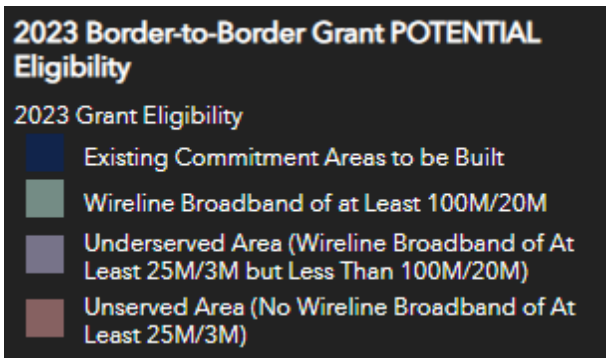 2023 Border-to-Border Grant POTENTIAL
Eligibility
2023 Grant Eligibility
Existing Commitment Areas to be Built
Wireline Broadband of at Least 100M/20M
Underserved Area (Wireline Broadband of At
Least 25M/3M but Less Than 100M/20M)
Unserved Area (No Wireline Broadband of At
Least 25M/3M)